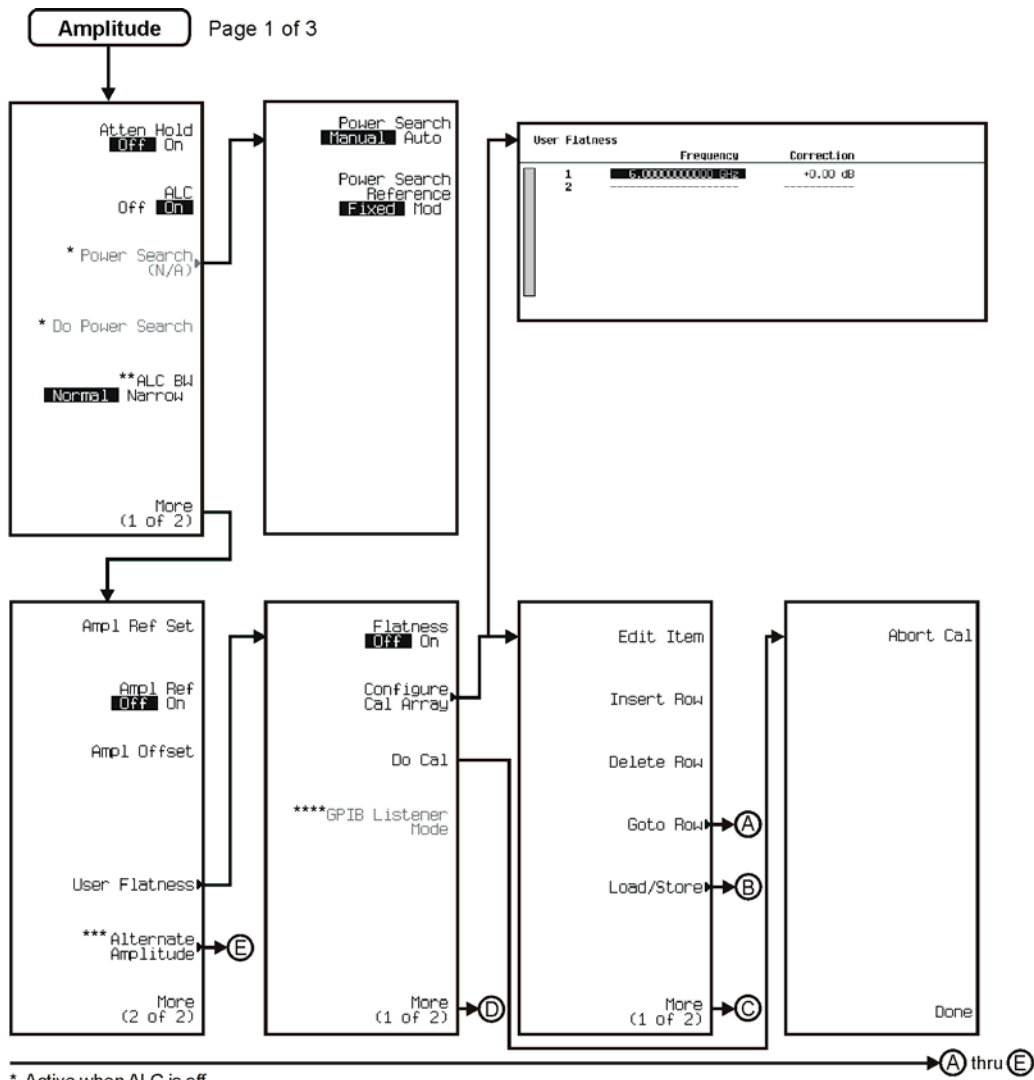 Amplitude
Page 1 of 3
Atten Hold
Off On
ALC
Off On
* Power Search
(N/A)
* Do Power Search
**ALC BW
Normal Narrow
More
(1 of 2)
Power Search
Manual Auto
Power Search
Reference
Fixed Mod
User Flatness
Frequency Correction
1 6.00000000000 GHz +0.00 dB
2 ------------------ ----------
Ampl Ref Set
Ampl Ref
Off On
Ampl Offset
User Flatness
***Alternate
Amplitude
E
More
(2 of 2)
Flatness
Off On
Configure
Cal Array
Do Cal
****GPIB Listener
Mode
More
(1 of 2)
D
Edit Item
Insert Row
Delete Row
Goto Row
A
Load/Store
B
More
(1 of 2)
C
Abort Cal
Done
A thru E
* Active when ALC is off